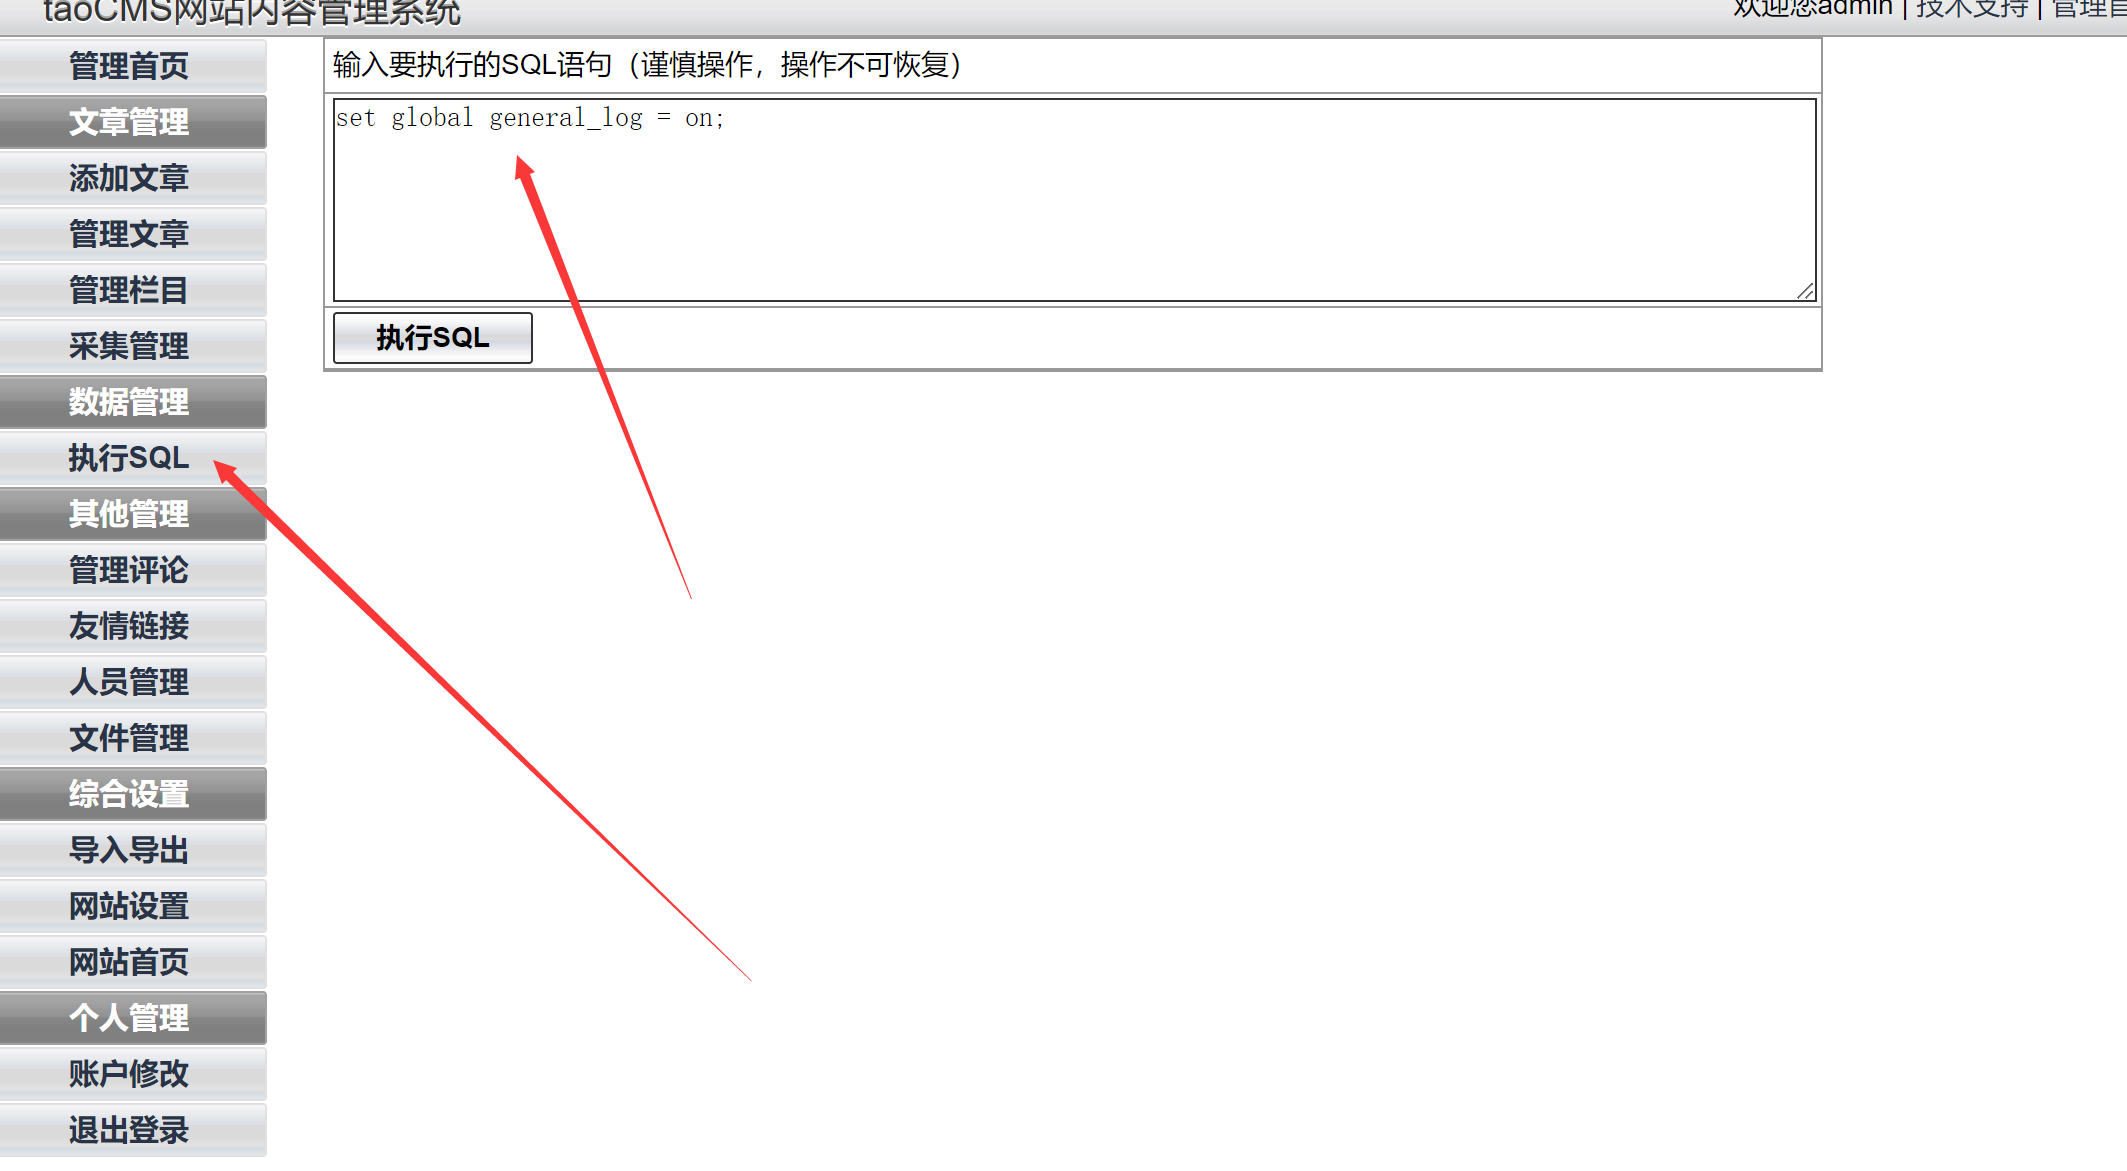 taoCMS网站内容管理系统
欢迎您admin | 技术支持 | 管理首
管理首页
文章管理
添加文章
管理文章
管理栏目
采集管理
数据管理
执行SQL
其他管理
管理评论
友情链接
人员管理
文件管理
综合设置
导入导出
网站设置
网站首页
个人管理
账户修改
退出登录
输入要执行的SQL语句（谨慎操作，操作不可恢复）
set global general_log = on;
执行SQL